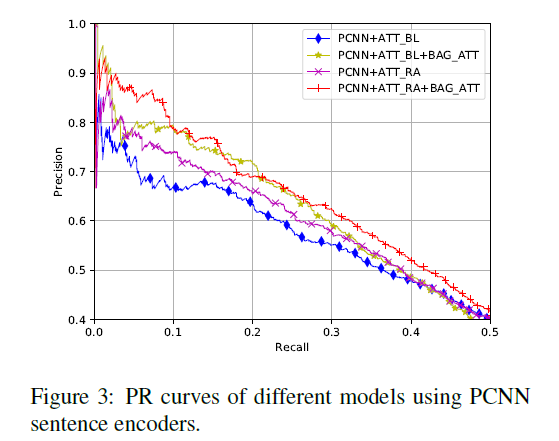 PCNN+ATT_BL
PCNN+ATT_BL+BAG_ATT
PCNN+ATT_RA
PCNN+ATT_RA+BAG_ATT
1.0
0.9
0.8
0.7
0.6
0.5
0.4
Precision
0.0 0.1 0.2 0.3 0.4 0.5
Recall
Figure 3: PR curves of different models using PCNN
sentence encoders.